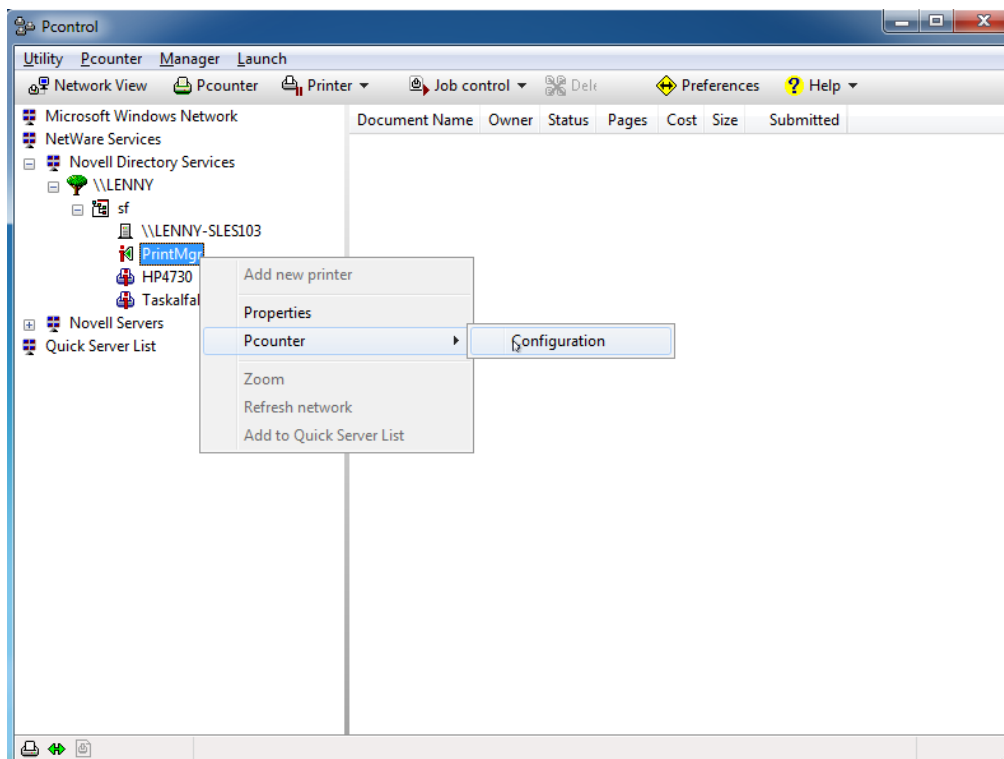 Pcontrol
Utility Pcounter Manager Launch
Network View Pcounter Printer Job control Dele Preferences ? Help
Microsoft Windows Network
Document Name Owner Status Pages Cost Size Submitted
NetWare Services
Novell Directory Services
\\LENNY
sf
\\LENNY-SLES103
PrintMgr
HP4730
Add new printer
Taskalfa
Properties
Novell Servers
Pcounter
Configuration
Quick Server List
Zoom
Refresh network
Add to Quick Server List